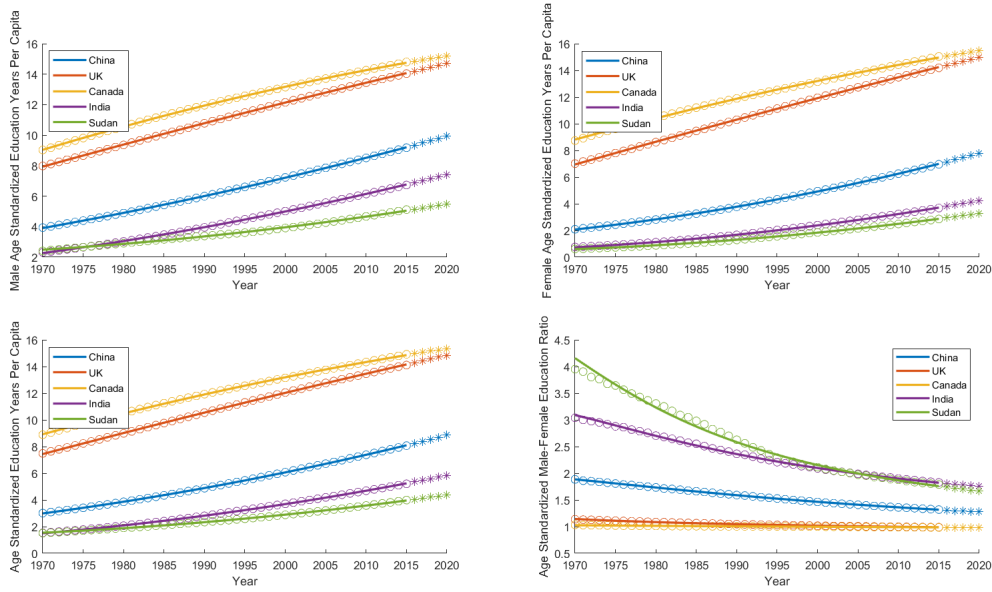 Male Age Standardized Education Years Per Capita
16
14
12
10
8
6
4
2
China
UK
Canada
India
Sudan
1970 1975 1980 1985 1990 1995 2000 2005 2010 2015 2020
Year
Female Age Standardized Education Years Per Capita
16
14
12
10
8
6
4
2
0
China
UK
Canada
India
Sudan
1970 1975 1980 1985 1990 1995 2000 2005 2010 2015 2020
Year
Age Standardized Education Years Per Capita
16
14
12
10
8
6
4
2
0
China
UK
Canada
India
Sudan
1970 1975 1980 1985 1990 1995 2000 2005 2010 2015 2020
Year
Age Standardized Male-Female Education Ratio
4.5
4
3.5
3
2.5
2
1.5
1
0.5
China
UK
Canada
India
Sudan
1970 1975 1980 1985 1990 1995 2000 2005 2010 2015 2020
Year